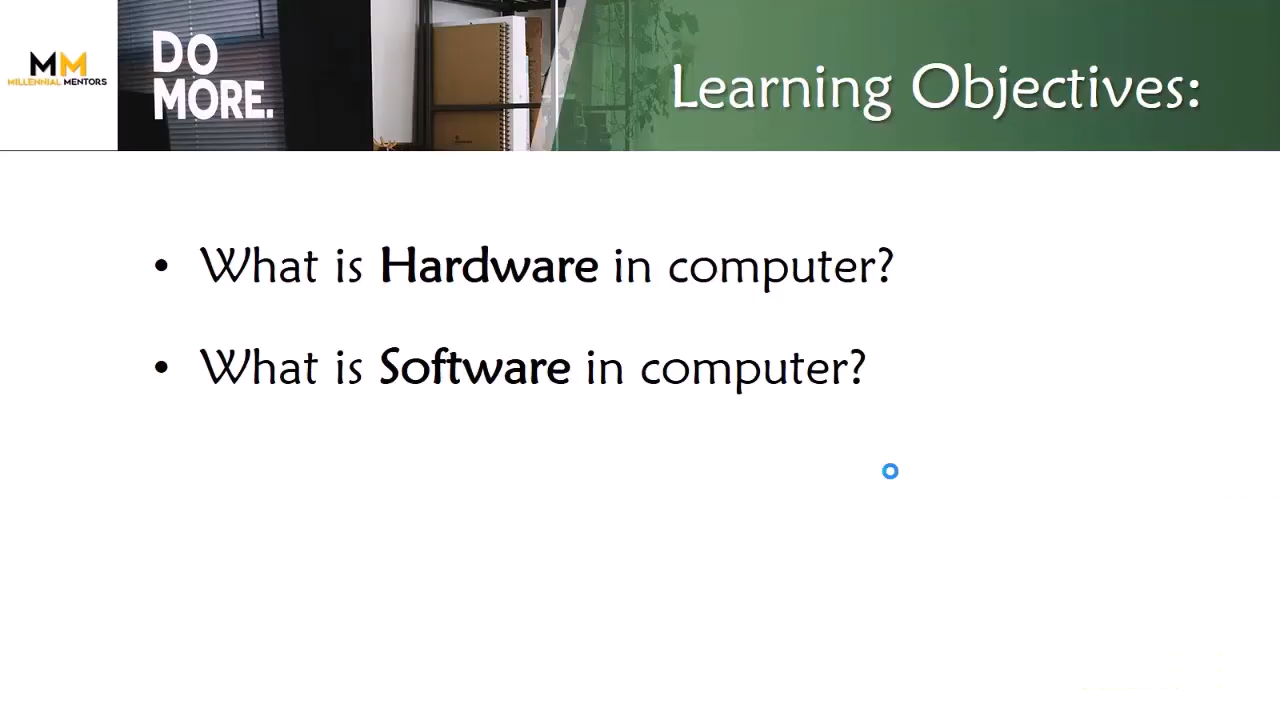 MM
MILLENNIAL MENTORS
DO
MORE.
Learning Objectives:
• What is Hardware in computer?
• What is Software in computer?